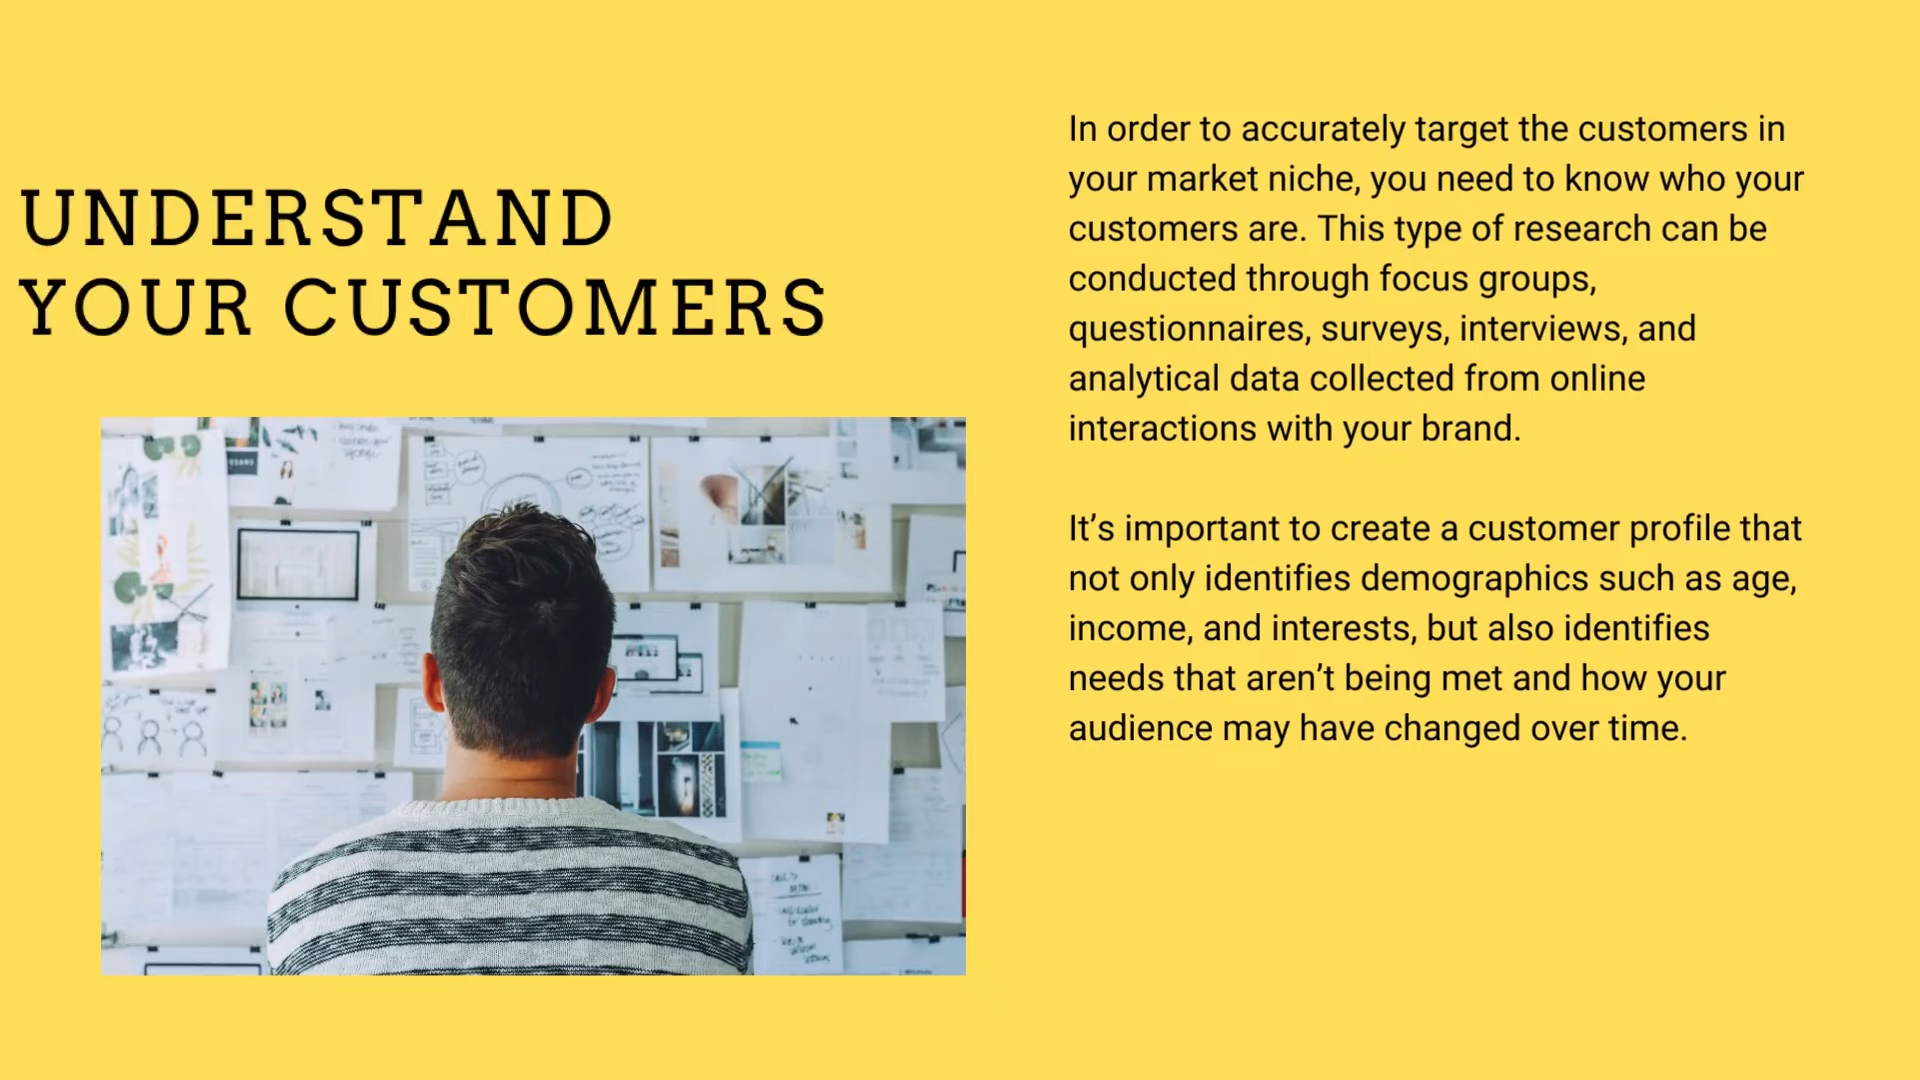 UNDERSTAND
YOUR CUSTOMERS
In order to accurately target the customers in
your market niche, you need to know who your
customers are. This type of research can be
conducted through focus groups,
questionnaires, surveys, interviews, and
analytical data collected from online
interactions with your brand.
It’s important to create a customer profile that
not only identifies demographics such as age,
income, and interests, but also identifies
needs that aren’t being met and how your
audience may have changed over time.